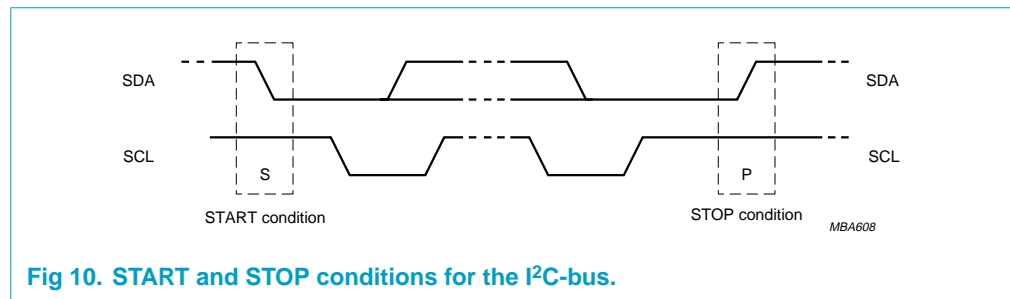 SDA SDA
SCL SCL
S P
START condition STOP condition
MBA608
Fig 10. START and STOP conditions for the I²C-bus.